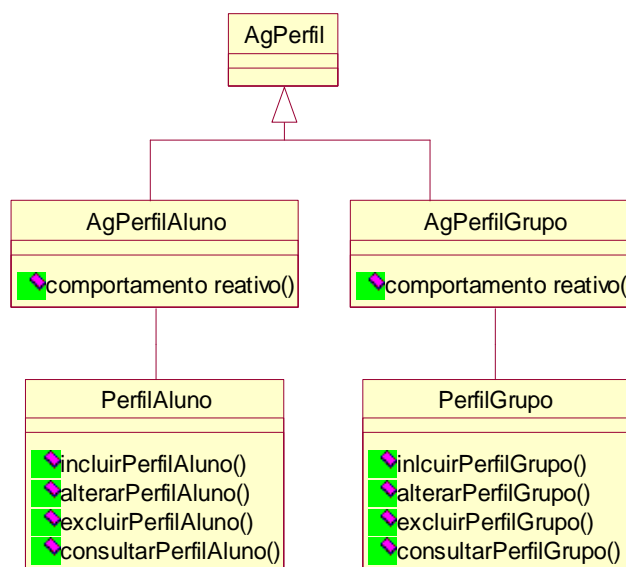 AgPerfil
AgPerfilAluno
comportamento reativo()
AgPerfilGrupo
comportamento reativo(
PerfilAluno
incluirPerfilAluno()
alterarPerfilAluno()
excluirPerfilAluno()
consultarPerfilAluno()
PerfilGrupo
inlcuirPerfilGrupo()
alterarPerfilGrupo()
excluirPerfilGrupo()
consultarPerfilGrupo()